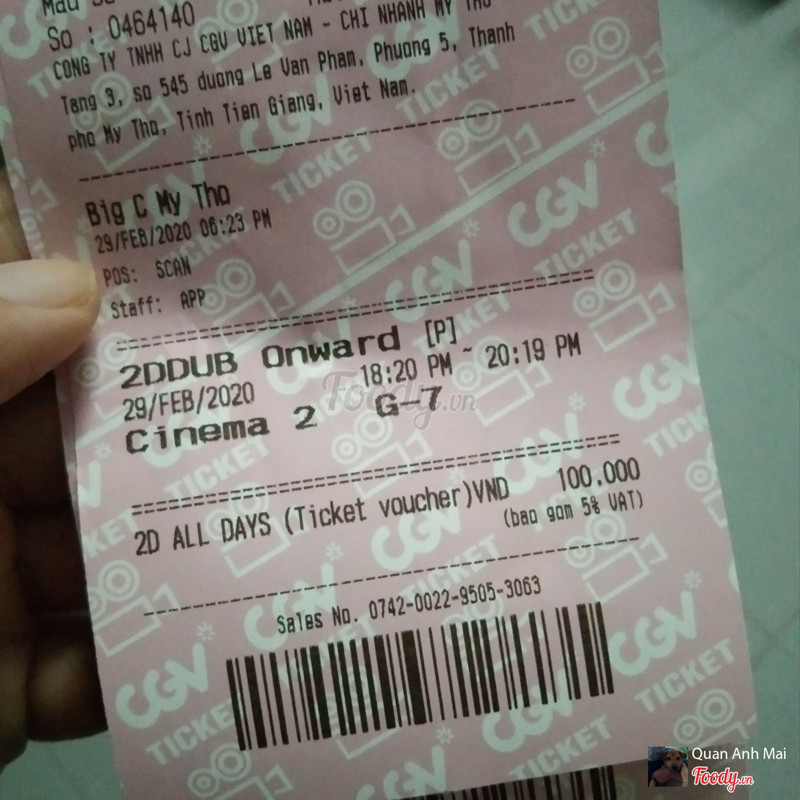 So : 0464140
CONG TY TNHH CJ CGV VIET NAM - CHI NHANH MY THO
Tang 3, so 545 duong Le Van Pham, Phuong 5, Thanh
pho My Tho, Tinh Tien Giang, Viet Nam.
Big C My Tho
29/FEB/2020 06:23 PM
POS: SCAN
Staff: APP
2DDUB Onward [P]
29/FEB/2020 18:20 PM ~ 20:19 PM
Cinema 2 G-7
2D ALL DAYS (Ticket voucher)VND 100.000
(bao gom 5% VAT)
Sales No. 0742-0022-9505-3063
CGV
TICKET
Foody.vn
Quan Anh Mai
Foody.vn